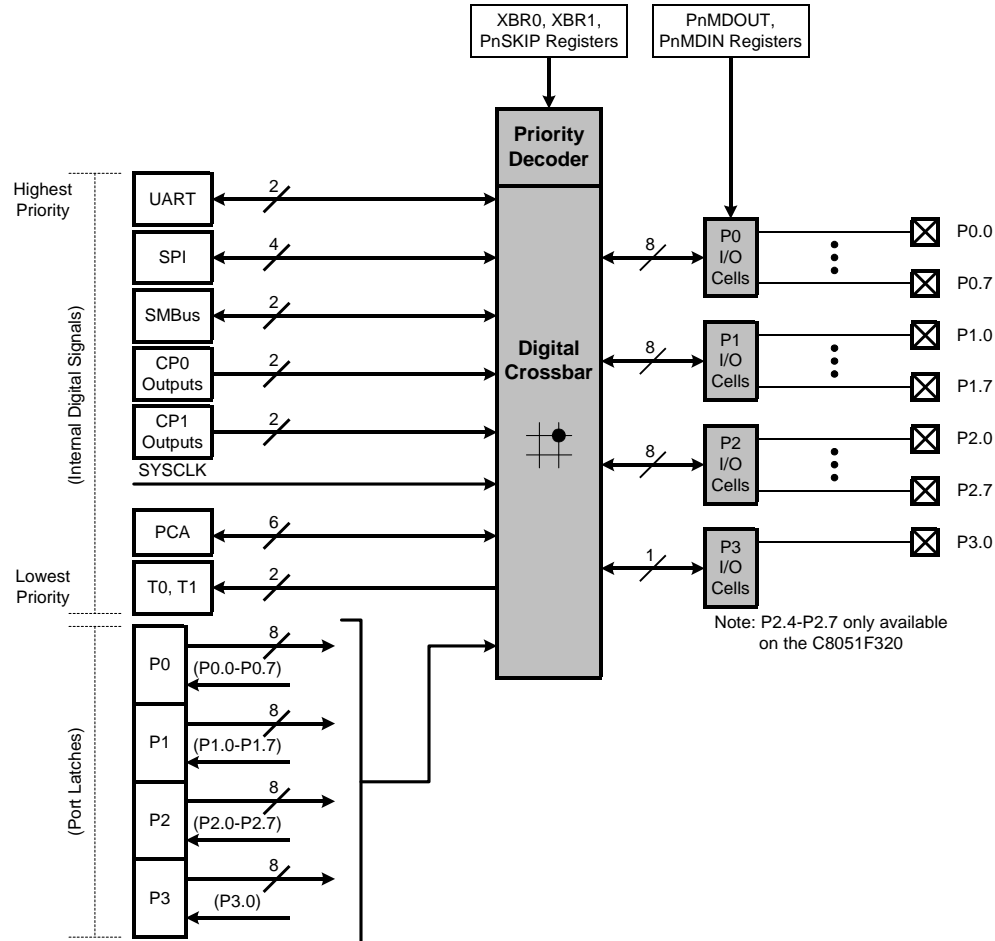 XBR0, XBR1,
PnSKIP Registers
PnMDOUT,
PnMDIN Registers
Priority
Decoder
Highest
Priority
UART
2
SPI
4
SMBus
2
CP0
Outputs
2
CP1
Outputs
2
SYSCLK
PCA
6
Lowest
Priority
T0, T1
2
(Internal Digital Signals)
Digital
Crossbar
8
P0
I/O
Cells
P0.0
P0.7
8
P1
I/O
Cells
P1.0
P1.7
8
P2
I/O
Cells
P2.0
P2.7
1
P3
I/O
Cells
P3.0
Note: P2.4-P2.7 only available
on the C8051F320
(Port Latches)
P0
8
(P0.0-P0.7)
P1
8
(P1.0-P1.7)
P2
8
(P2.0-P2.7)
P3
8
(P3.0)